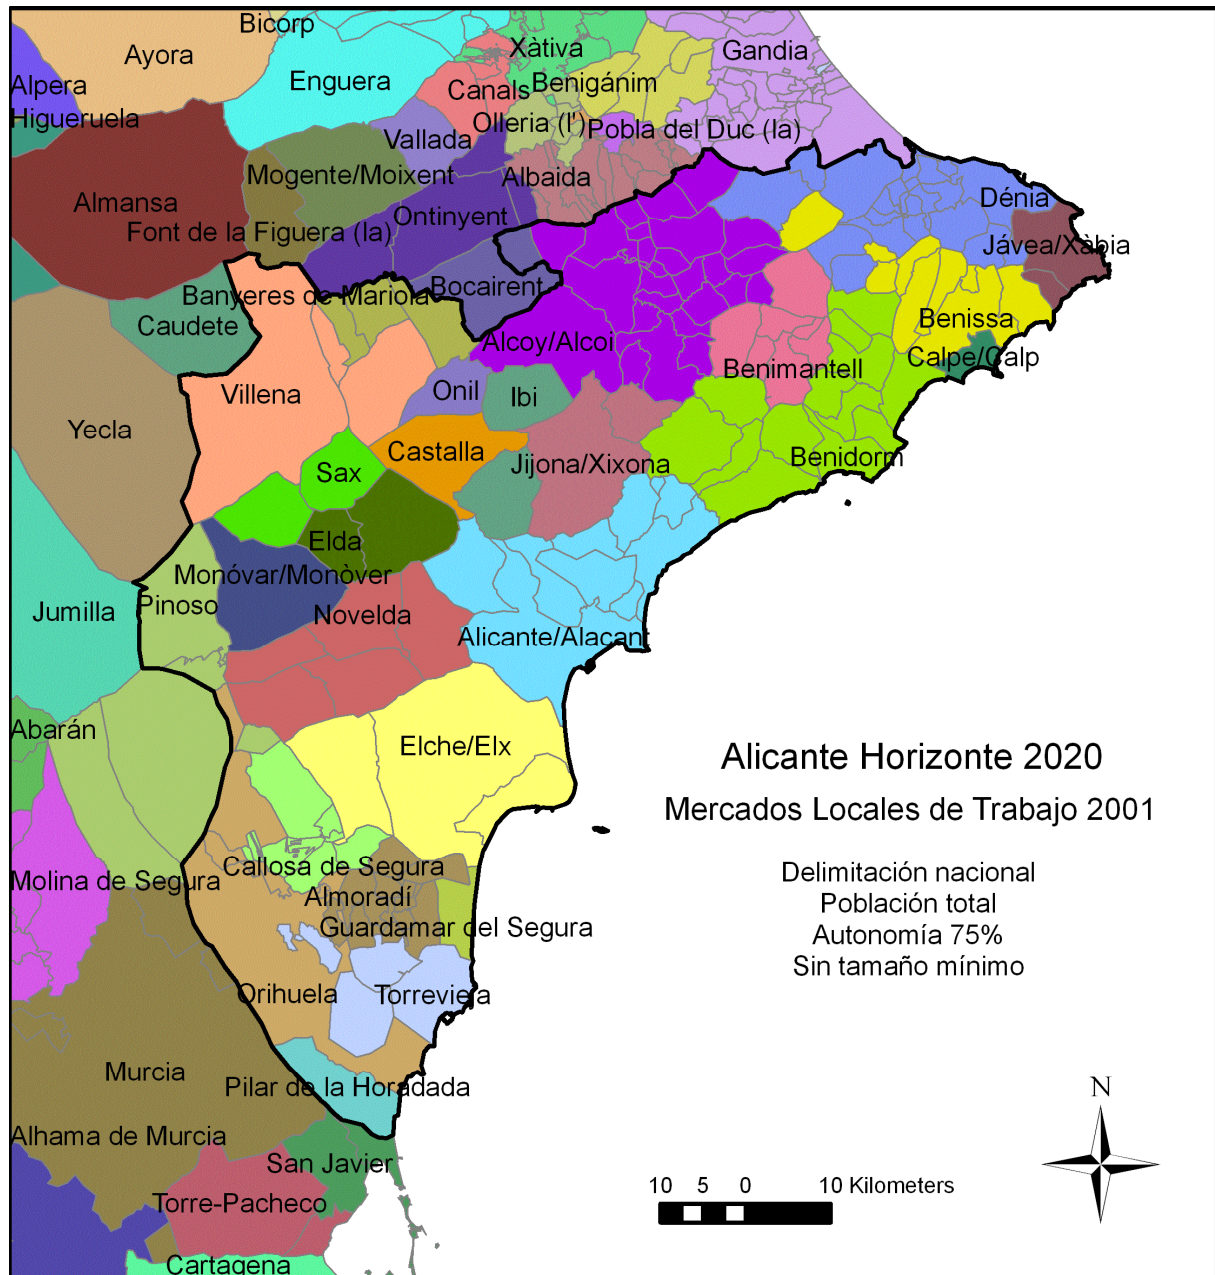 Bicorp
Ayora
Xàtiva
Gandia
Enguera
Alpera
Canals
Benigánim
Higueruela
Olleria (l')
Pobla del Duc (la)
Vallada
Mogente/Moixent
Albaida
Almansa
Dénia
Ontinyent
Font de la Figuera (la)
Jávea/Xàbia
Banyeres de Mariola
Bocairent
Caudete
Benissa
Alcoy/Alcoi
Calpe/Calp
Benimantell
Villena
Onil
Ibi
Yecla
Castalla
Benidorm
Sax
Jijona/Xixona
Elda
Monóvar/Monòver
Pinoso
Jumilla
Novelda
Alicante/Alacant
Abarán
Elche/Elx
Alicante Horizonte 2020
Mercados Locales de Trabajo 2001
Callosa de Segura
Delimitación nacional
Molina de Segura
Almoradí
Población total
Guardamar del Segura
Autonomía 75%
Sin tamaño mínimo
Orihuela
Torrevieja
Murcia
Pilar de la Horadada
N
Alhama de Murcia
San Javier
10 5 0 10 Kilometers
Torre-Pacheco
Cartagena